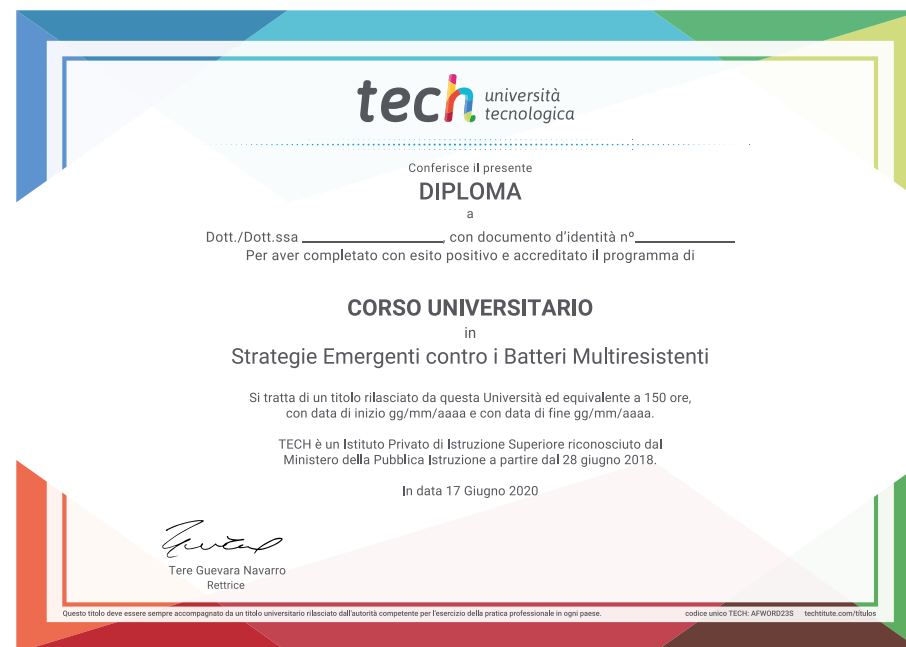 tech università
tecnologica
Conferisce il presente
DIPLOMA
a
Dott./Dott.ssa ____________________, con documento d'identità nº______________
Per aver completato con esito positivo e accreditato il programma di
CORSO UNIVERSITARIO
in
Strategie Emergenti contro i Batteri Multiresistenti
Si tratta di un titolo rilasciato da questa Università ed equivalente a 150 ore,
con data di inizio gg/mm/aaaa e con data di fine gg/mm/aaaa.
TECH è un Istituto Privato di Istruzione Superiore riconosciuto dal
Ministero della Pubblica Istruzione a partire dal 28 giugno 2018.
In data 17 Giugno 2020
Tere Guevara Navarro
Rettrice
Questo titolo deve essere sempre accompagnato da un titolo universitario rilasciato dall'autorità competente per l'esercizio della pratica professionale in ogni paese. codice unico TECH: AFWORD23S techtitute.com/títulos